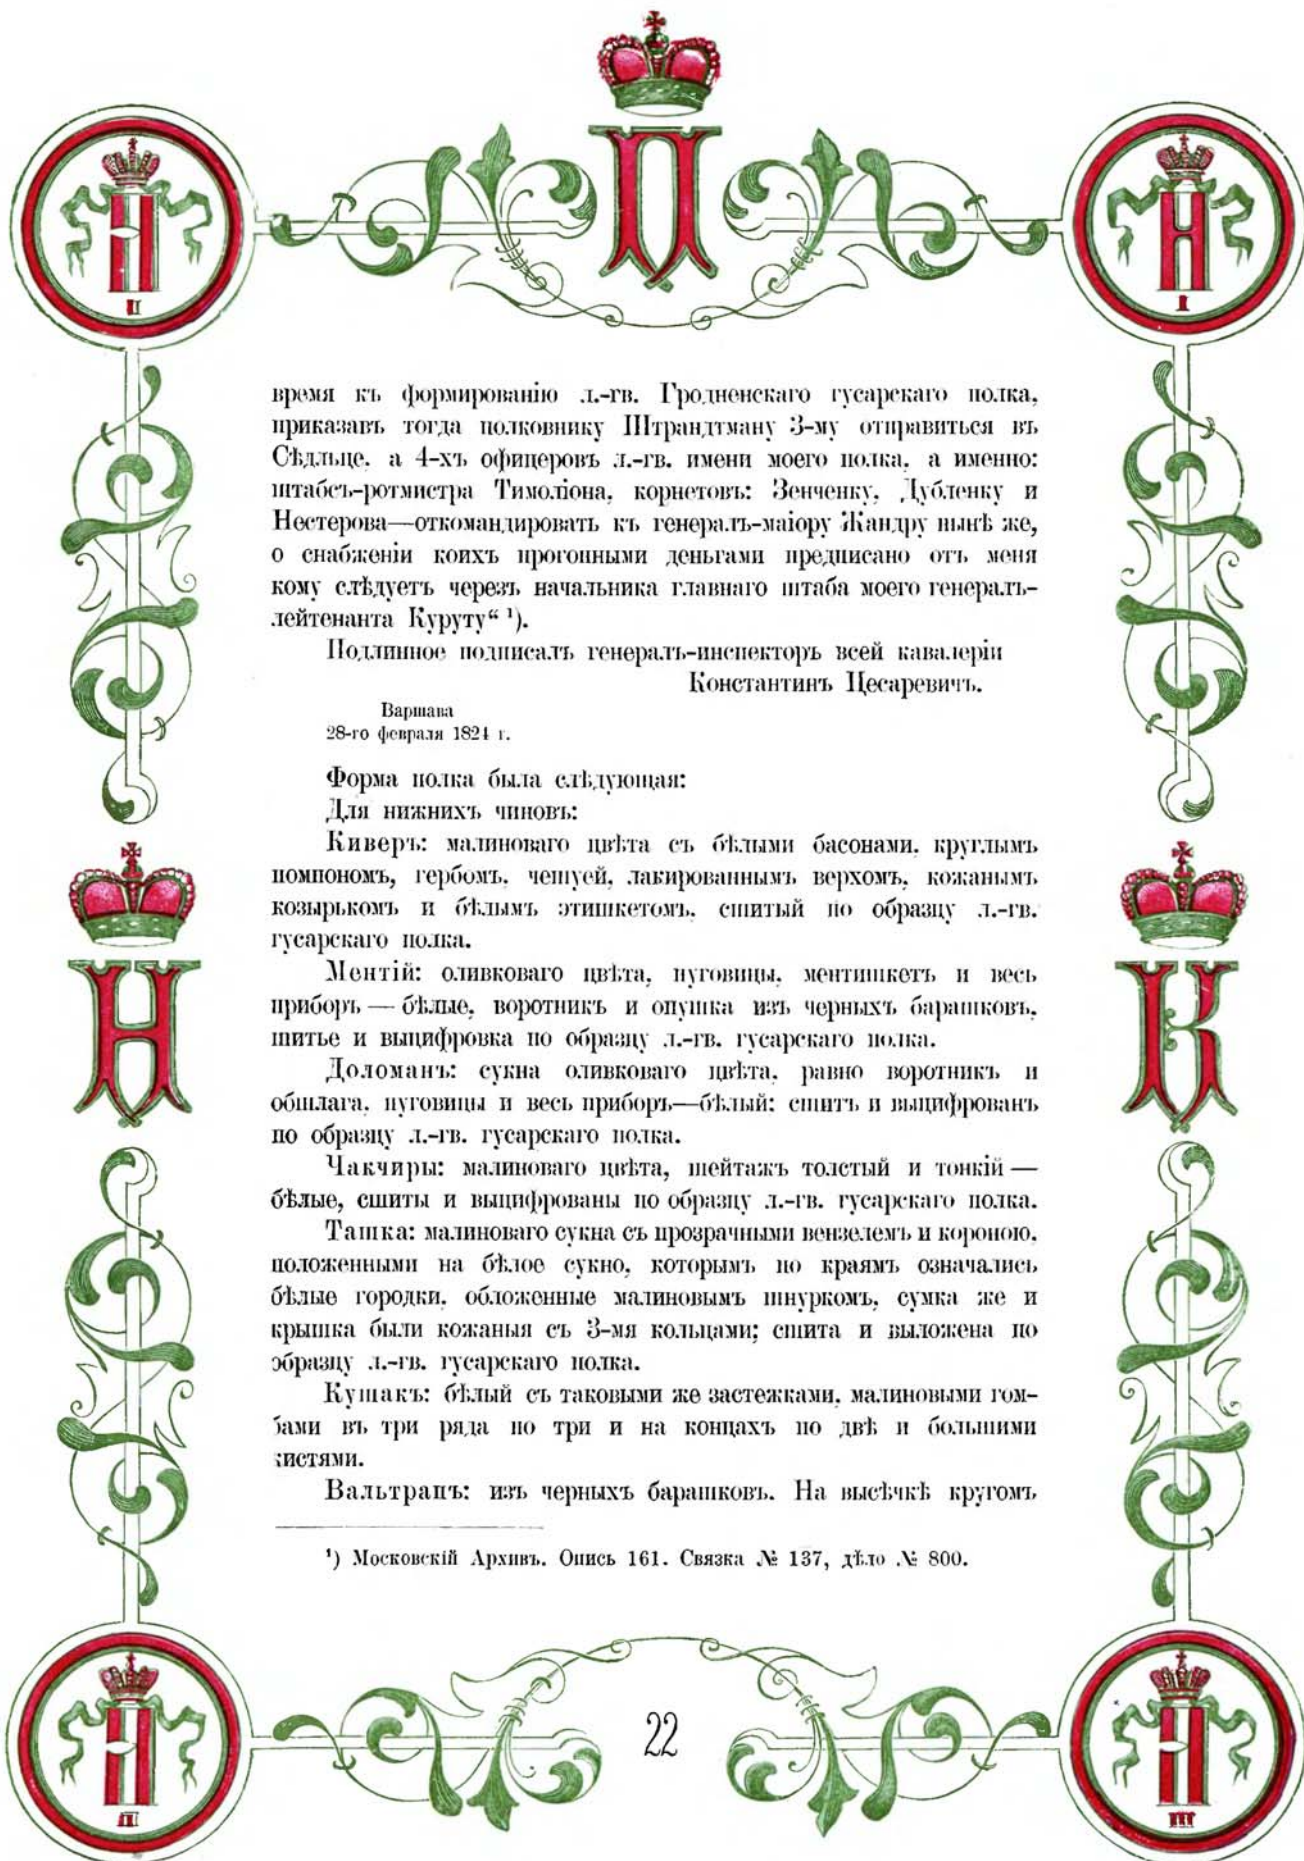 П
II
I
время къ формированію л.-гв. Гродненскаго гусарскаго полка,
приказавъ тогда полковнику Штрандтману 3-му отправиться въ
Сѣдльце, а 4-хъ офицеровъ л.-гв. имени моего полка, а именно:
штабсъ-ротмистра Тимоліона, корнетовъ: Зенченку, Дубленку и
Нестерова—откомандировать къ генералъ-маіору Жандру нынѣ же,
о снабженіи коихъ прогонными деньгами предписано отъ меня
кому слѣдуетъ черезъ начальника главнаго штаба моего генералъ-
лейтенанта Куруту“ ¹).
Подлинное подписалъ генералъ-инспекторъ всей кавалеріи
Константинъ Цесаревичъ.
Варшава
28-го февраля 1824 г.
Форма полка была слѣдующая:
Для нижнихъ чиновъ:
Киверъ: малиноваго цвѣта съ бѣлыми басонами, круглымъ
помпономъ, гербомъ, чешуей, лакированнымъ верхомъ, кожанымъ
козырькомъ и бѣлымъ этишкетомъ, сшитый по образцу л.-гв.
гусарскаго полка.
Ментій: оливковаго цвѣта, пуговицы, ментишкетъ и весь
приборъ — бѣлые, воротникъ и опушка изъ черныхъ барашковъ,
шитье и выцифровка по образцу л.-гв. гусарскаго полка.
Доломанъ: сукна оливковаго цвѣта, равно воротникъ и
обшлага, пуговицы и весь приборъ—бѣлый: сшитъ и выцифрованъ
по образцу л.-гв. гусарскаго полка.
Чакчиры: малиноваго цвѣта, шейтажъ толстый и тонкій —
бѣлые, сшиты и выцифрованы по образцу л.-гв. гусарскаго полка.
Ташка: малиноваго сукна съ прозрачными вензелемъ и короною,
положенными на бѣлое сукно, которымъ по краямъ означались
бѣлые городки, обложенные малиновымъ шнуркомъ, сумка же и
крышка были кожаныя съ 3-мя кольцами; сшита и выложена по
образцу л.-гв. гусарскаго полка.
Кушакъ: бѣлый съ таковыми же застежками, малиновыми гом-
бами въ три ряда по три и на концахъ по двѣ и большими
кистями.
Вальтрапъ: изъ черныхъ барашковъ. На высѣчкѣ кругомъ
¹) Московскій Архивъ. Опись 161. Связка № 137, дѣло № 800.
Н
К
22
III